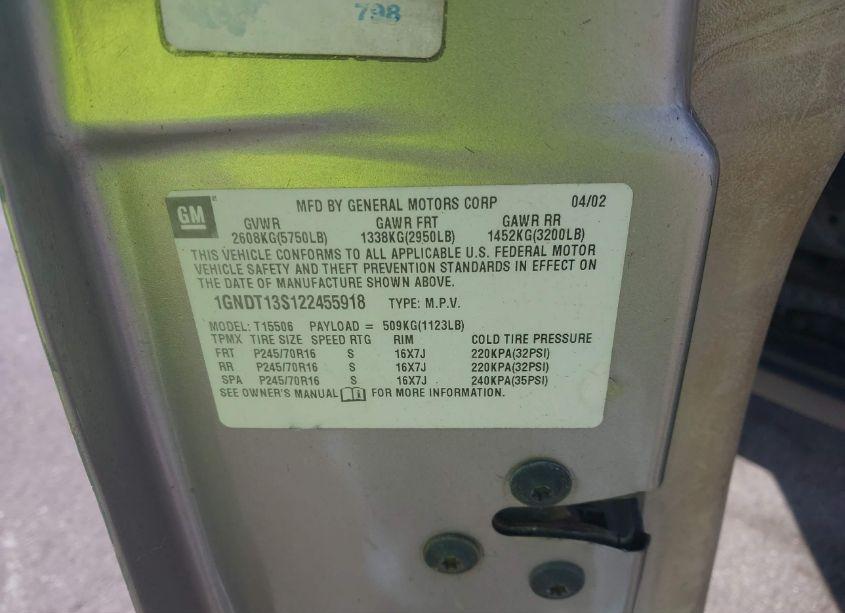 798
GM
MFD BY GENERAL MOTORS CORP 04/02
GVWR GAWR FRT GAWR RR
2608KG(5750LB) 1338KG(2950LB) 1452KG(3200LB)
THIS VEHICLE CONFORMS TO ALL APPLICABLE U.S. FEDERAL MOTOR
VEHICLE SAFETY AND THEFT PREVENTION STANDARDS IN EFFECT ON
THE DATE OF MANUFACTURE SHOWN ABOVE.
1GNDT13S122455918 TYPE: M.P.V.
MODEL: T15506 PAYLOAD = 509KG(1123LB)
TPMX TIRE SIZE SPEED RTG RIM COLD TIRE PRESSURE
FRT P245/70R16 S 16X7J 220KPA(32PSI)
RR P245/70R16 S 16X7J 220KPA(32PSI)
SPA P245/70R16 S 16X7J 240KPA(35PSI)
SEE OWNER'S MANUAL FOR MORE INFORMATION.